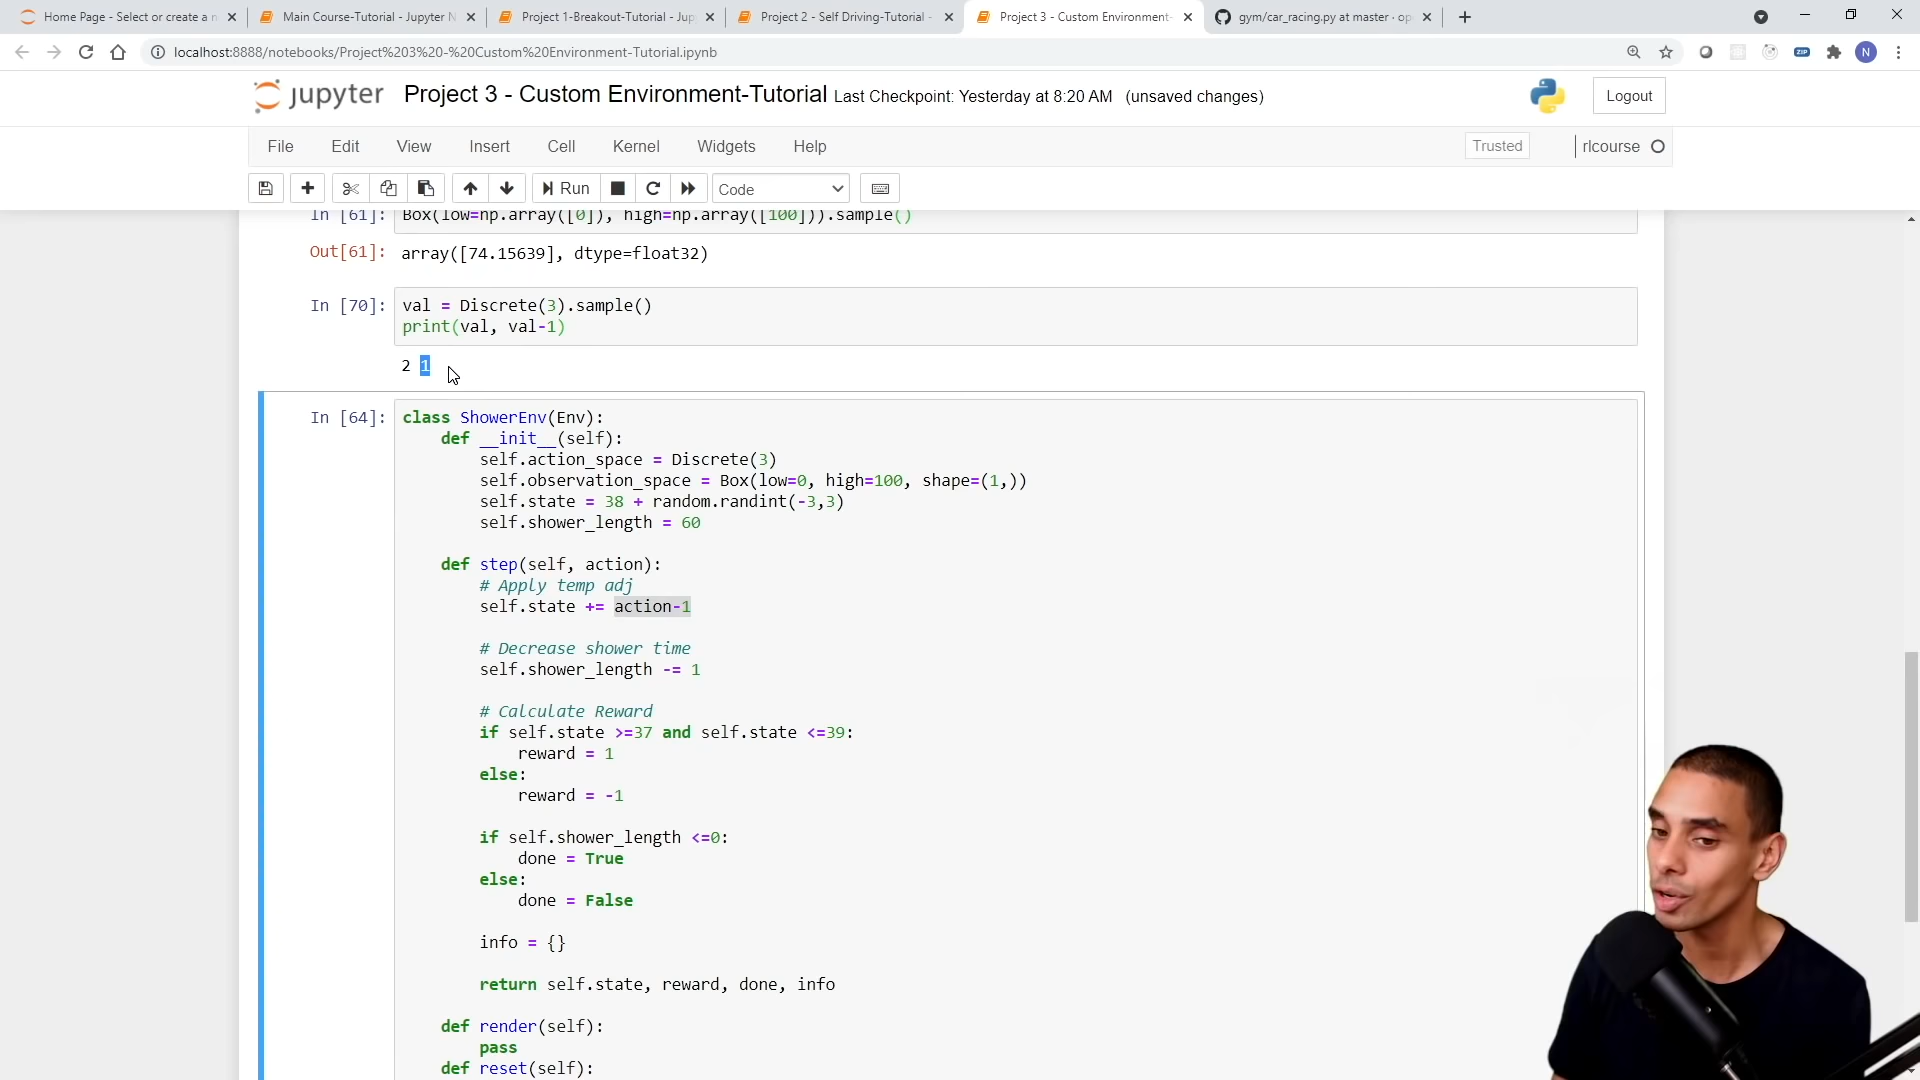 Home Page - Select or create a n
Main Course-Tutorial - Jupyter N
Project 1-Breakout-Tutorial - Jup
Project 2 - Self Driving-Tutorial -
Project 3 - Custom Environment-
gym/car_racing.py at master · op
localhost:8888/notebooks/Project%203%20-%20Custom%20Environment-Tutorial.ipynb
ZIP
N
jupyter Project 3 - Custom Environment-Tutorial Last Checkpoint: Yesterday at 8:20 AM (unsaved changes)
Logout
File Edit View Insert Cell Kernel Widgets Help
Trusted
rlcourse
Run
Code
In [61]: Box(low=np.array([0]), high=np.array([100])).sample()
Out[61]: array([74.15639], dtype=float32)
In [70]: val = Discrete(3).sample()
print(val, val-1)
2 1
In [64]: class ShowerEnv(Env):
def __init__(self):
self.action_space = Discrete(3)
self.observation_space = Box(low=0, high=100, shape=(1,))
self.state = 38 + random.randint(-3,3)
self.shower_length = 60
def step(self, action):
# Apply temp adj
self.state += action-1
# Decrease shower time
self.shower_length -= 1
# Calculate Reward
if self.state >=37 and self.state <=39:
reward = 1
else:
reward = -1
if self.shower_length <=0:
done = True
else:
done = False
info = {}
return self.state, reward, done, info
def render(self):
pass
def reset(self):